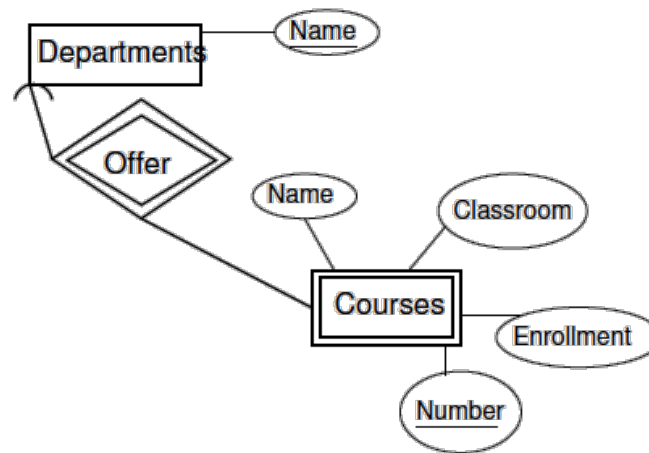 Name
Departments
Offer
Name
Classroom
Courses
Enrollment
Number